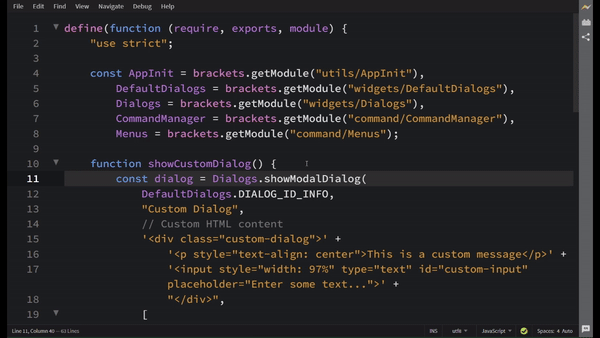 File Edit Find View Navigate Debug Help
1 define(function (require, exports, module) {
2 "use strict";
3
4 const AppInit = brackets.getModule("utils/AppInit"),
5 DefaultDialogs = brackets.getModule("widgets/DefaultDialogs"),
6 Dialogs = brackets.getModule("widgets/Dialogs"),
7 CommandManager = brackets.getModule("command/CommandManager"),
8 Menus = brackets.getModule("command/Menus");
9
10 function showCustomDialog() {
11 const dialog = Dialogs.showModalDialog(
12 DefaultDialogs.DIALOG_ID_INFO,
13 "Custom Dialog",
14 // Custom HTML content
15 '<div class="custom-dialog">' +
16 '<p style="text-align: center">This is a custom message</p>' +
17 '<input style="width: 97%" type="text" id="custom-input"
placeholder="Enter some text...">' +
18 "</div>",
19 [
Line 11, Column 40 — 63 Lines INS utf8 JavaScript Spaces: 4 Auto